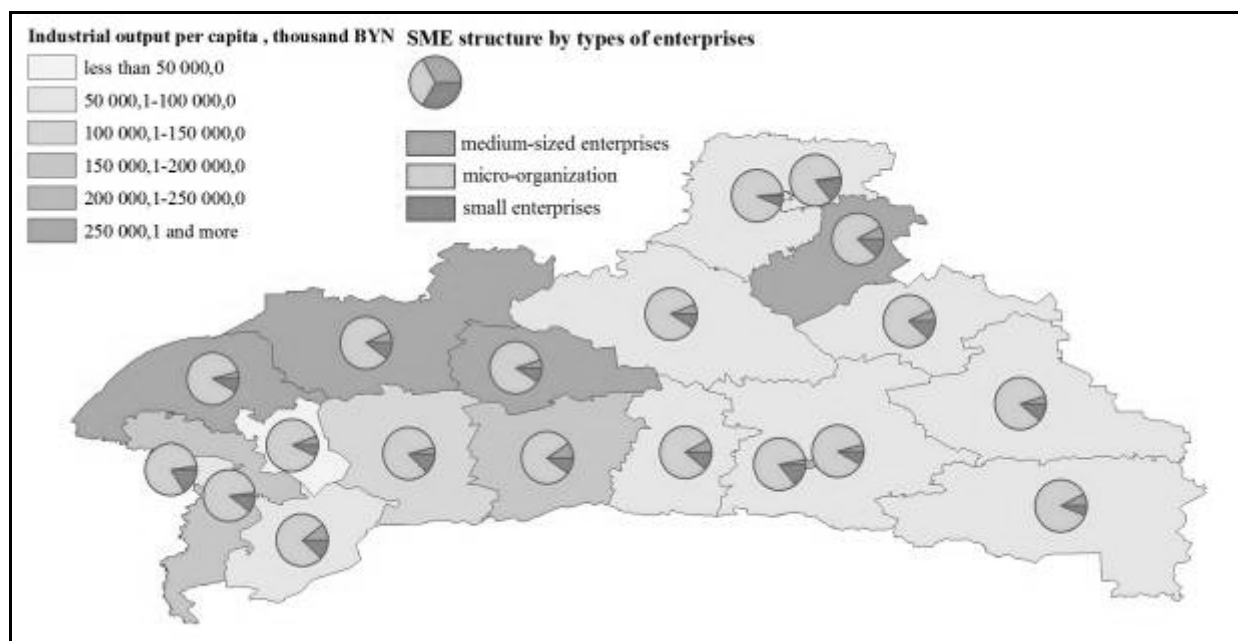 Industrial output per capita , thousand BYN
less than 50 000,0
50 000,1-100 000,0
100 000,1-150 000,0
150 000,1-200 000,0
200 000,1-250 000,0
250 000,1 and more
SME structure by types of enterprises
medium-sized enterprises
micro-organization
small enterprises